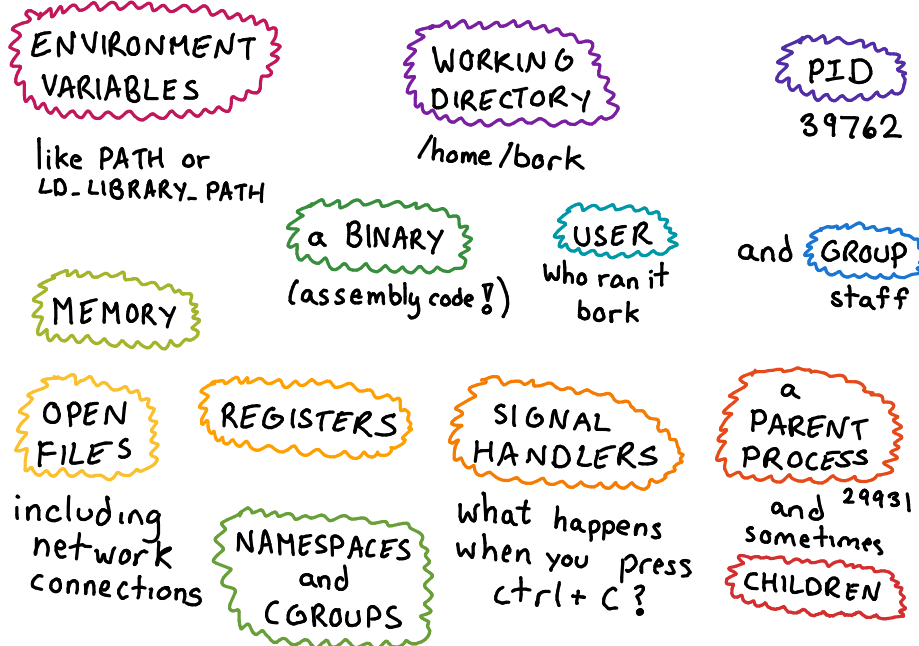 ENVIRONMENT
VARIABLES
like PATH or
LD_LIBRARY_PATH
WORKING
DIRECTORY
/home/bork
PID
39762
a BINARY
(assembly code!)
USER
who ran it
bork
and GROUP
staff
MEMORY
OPEN
FILES
including
network
connections
REGISTERS
NAMESPACES
and
CGROUPS
SIGNAL
HANDLERS
what happens
when you press
ctrl+C?
a
PARENT
PROCESS
29931
and
sometimes
CHILDREN